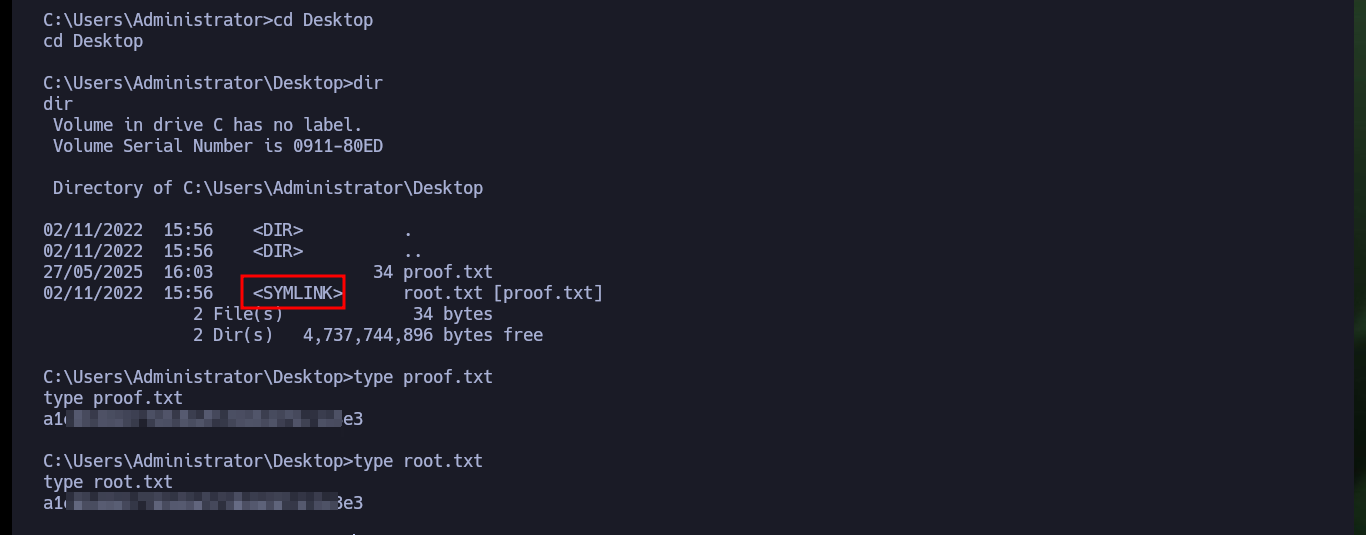 C:\Users\Administrator>cd Desktop
cd Desktop
C:\Users\Administrator\Desktop>dir
dir
Volume in drive C has no label.
Volume Serial Number is 0911-80ED
Directory of C:\Users\Administrator\Desktop
02/11/2022  15:56    <DIR>          .
02/11/2022  15:56    <DIR>          ..
27/05/2025  16:03                34 proof.txt
02/11/2022  15:56    <SYMLINK>      root.txt [proof.txt]
2 File(s)             34 bytes
2 Dir(s)   4,737,744,896 bytes free
C:\Users\Administrator\Desktop>type proof.txt
type proof.txt
a1 e3
C:\Users\Administrator\Desktop>type root.txt
type root.txt
a1 e3